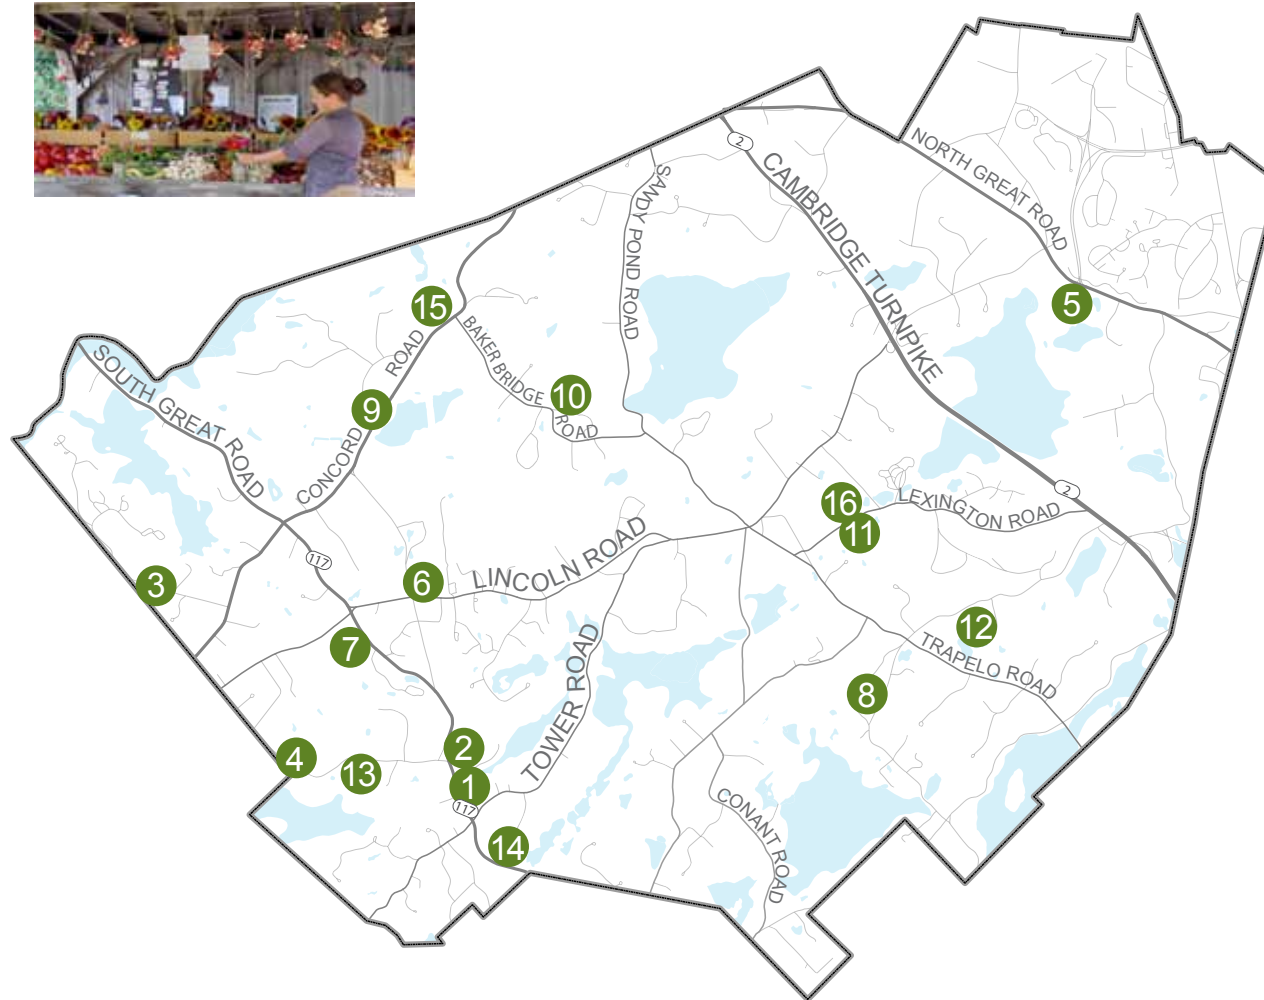 2
CAMBRIDGE TURNPIKE
NORTH GREAT ROAD
SANDY POND ROAD
5
15
BAKER BRIDGE
ROAD
10
SOUTH GREAT ROAD
CONCORD
ROAD
9
2
16
LEXINGTON ROAD
11
117
3
6
LINCOLN ROAD
7
12
TRAPELO ROAD
TOWER ROAD
8
2
4
13
1
117
CONANT ROAD
14